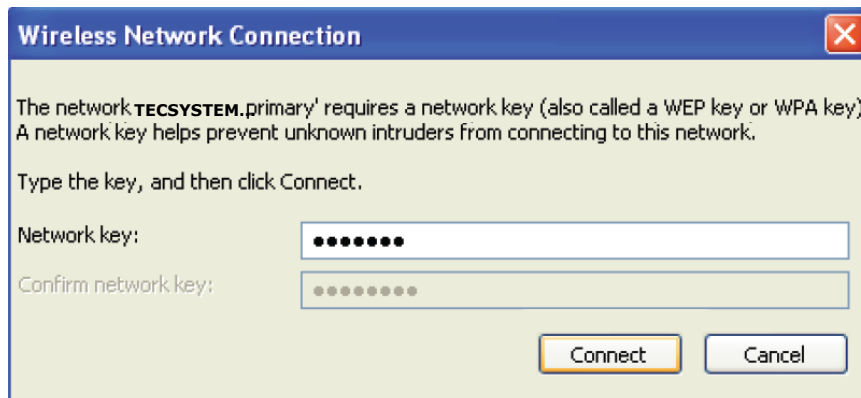 Wireless Network Connection
The network TECSYSTEM.primary' requires a network key (also called a WEP key or WPA key)
A network key helps prevent unknown intruders from connecting to this network.
Type the key, and then click Connect.
Network key: •••••••
Confirm network key: ••••••••
Connect Cancel